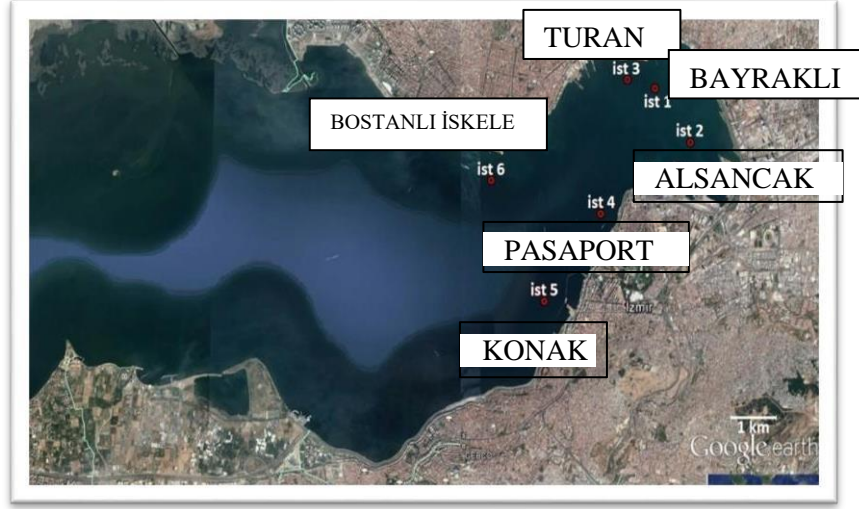 TURAN
ist 3
BAYRAKLI
ist 1
BOSTANLI İSKELE
ist 2
ist 6
ALSANCAK
ist 4
PASAPORT
ist 5
İzmir
KONAK
1 km
Google earth